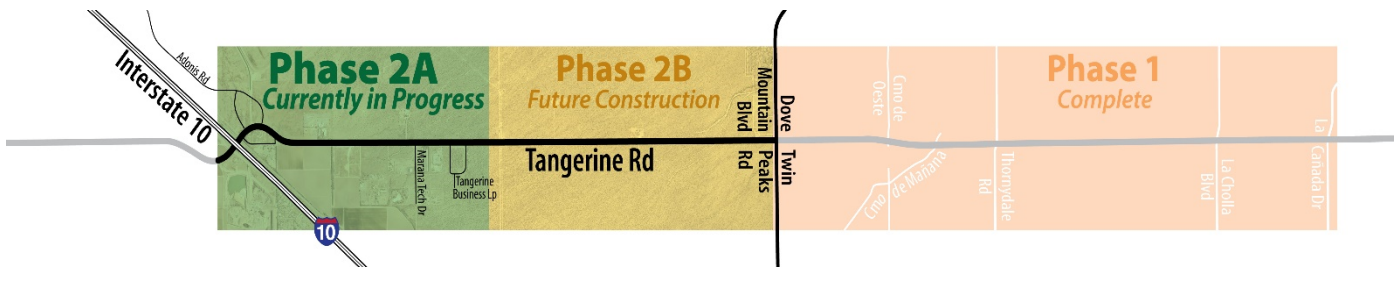 Adonis Rd
Interstate 10
10
Phase 2A
Currently in Progress
Marana Tech Dr
Tangerine
Business Lp
Phase 2B
Future Construction
Tangerine Rd
Dove
Mountain
Blvd
Twin
Peaks
Rd
Phase 1
Complete
Cmo de
Oeste
Cmo
de Manana
Thornydale
Rd
La Cholla
Blvd
La Cañada Dr